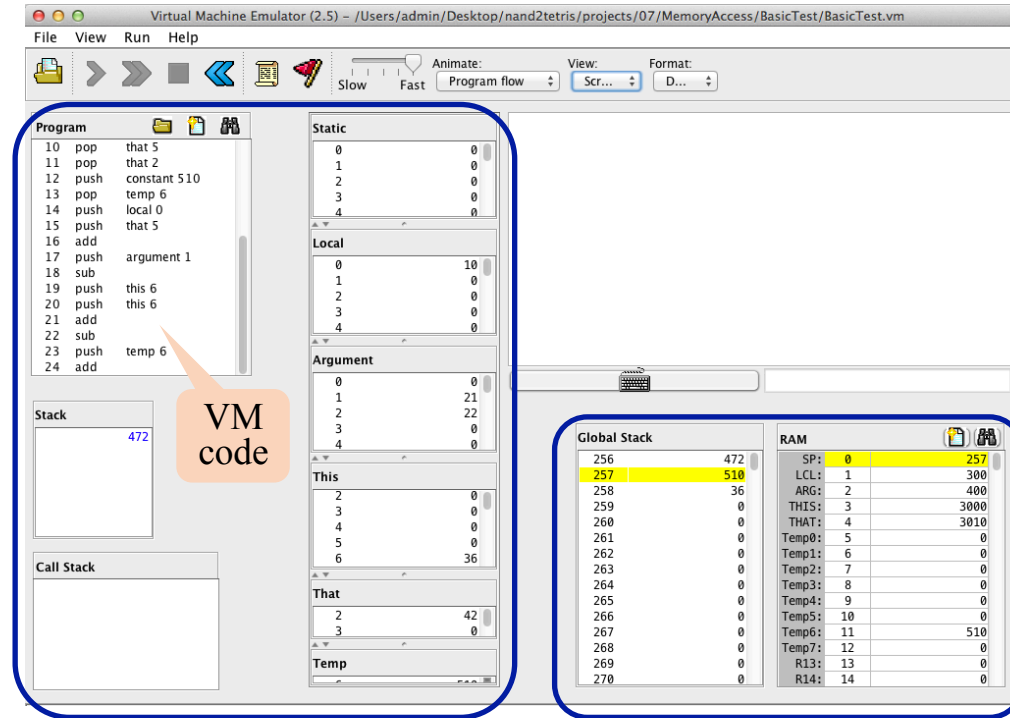 Virtual Machine Emulator (2.5) – /Users/admin/Desktop/nand2tetris/projects/07/MemoryAccess/BasicTest/BasicTest.vm
File View Run Help
Slow Fast
Animate:
Program flow
View:
Scr...
Format:
D...
Program
10 pop that 5
11 pop that 2
12 push constant 510
13 pop temp 6
14 push local 0
15 push that 5
16 add
17 push argument 1
18 sub
19 push this 6
20 push this 6
21 add
22 sub
23 push temp 6
24 add
VM
code
Stack
472
Call Stack
Static
0 0
1 0
2 0
3 0
4 0
Local
0 10
1 0
2 0
3 0
4 0
Argument
0 0
1 21
2 22
3 0
4 0
This
2 0
3 0
4 0
5 0
6 36
That
2 42
3 0
Temp
Global Stack
256 472
257 510
258 36
259 0
260 0
261 0
262 0
263 0
264 0
265 0
266 0
267 0
268 0
269 0
270 0
RAM
SP: 0 257
LCL: 1 300
ARG: 2 400
THIS: 3 3000
THAT: 4 3010
Temp0: 5 0
Temp1: 6 0
Temp2: 7 0
Temp3: 8 0
Temp4: 9 0
Temp5: 10 0
Temp6: 11 510
Temp7: 12 0
R13: 13 0
R14: 14 0